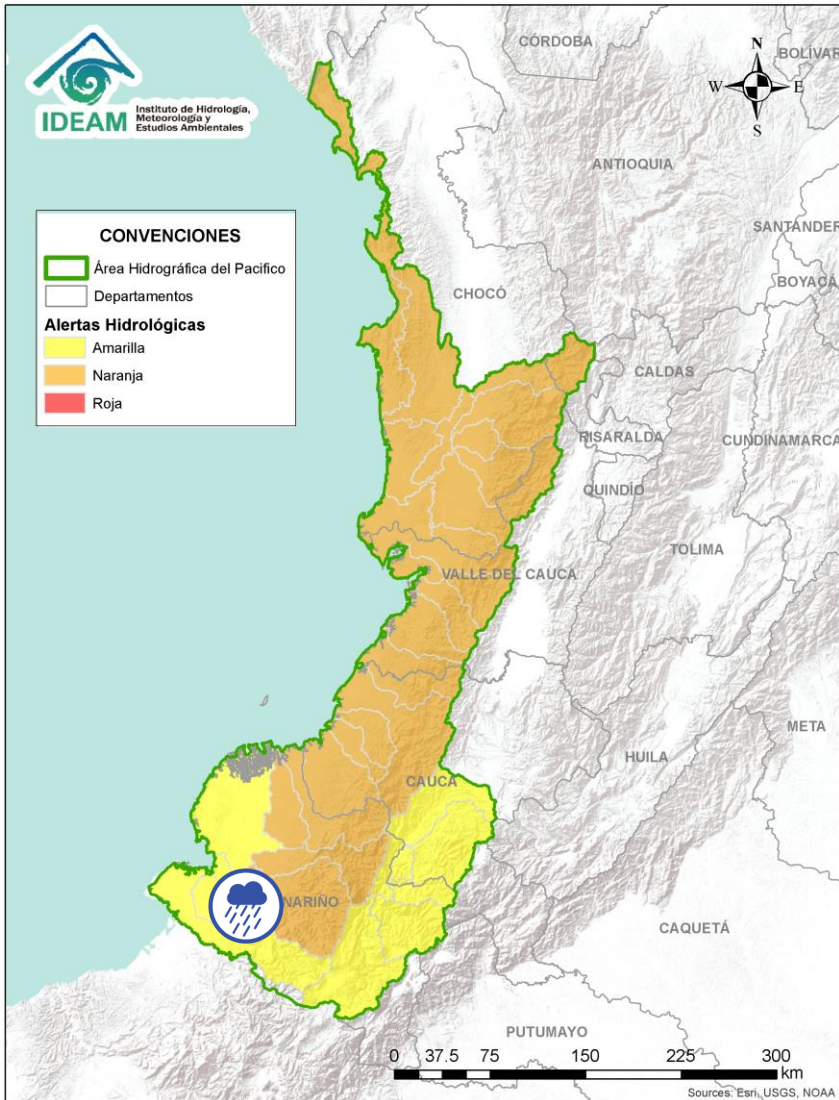 CÓRDOBA
BOLÍVAR
N
W
E
S
IDEAM
Instituto de Hidrología,
Meteorología y
Estudios Ambientales
ANTIOQUIA
SANTANDER
CONVENCIONES
Área Hidrográfica del Pacifico
Departamentos
Alertas Hidrológicas
Amarilla
Naranja
Roja
BOYACÁ
CHOCÓ
CALDAS
RISARALDA
CUNDINAMARCA
QUINDÍO
TOLIMA
VALLE DEL CAUCA
META
HUILA
CAUCA
NARIÑO
CAQUETÁ
PUTUMAYO
0 37.5 75 150 225 300
km
Sources: Esri, USGS, NOAA